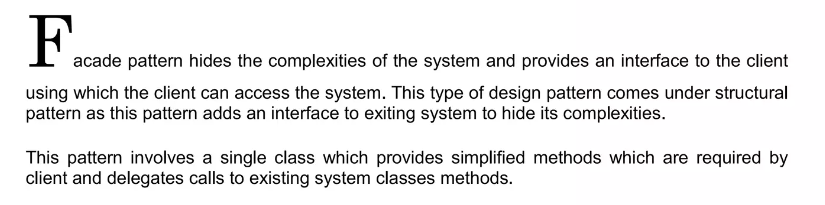 Facade pattern hides the complexities of the system and provides an interface to the client
using which the client can access the system. This type of design pattern comes under structural
pattern as this pattern adds an interface to exiting system to hide its complexities.
This pattern involves a single class which provides simplified methods which are required by
client and delegates calls to existing system classes methods.